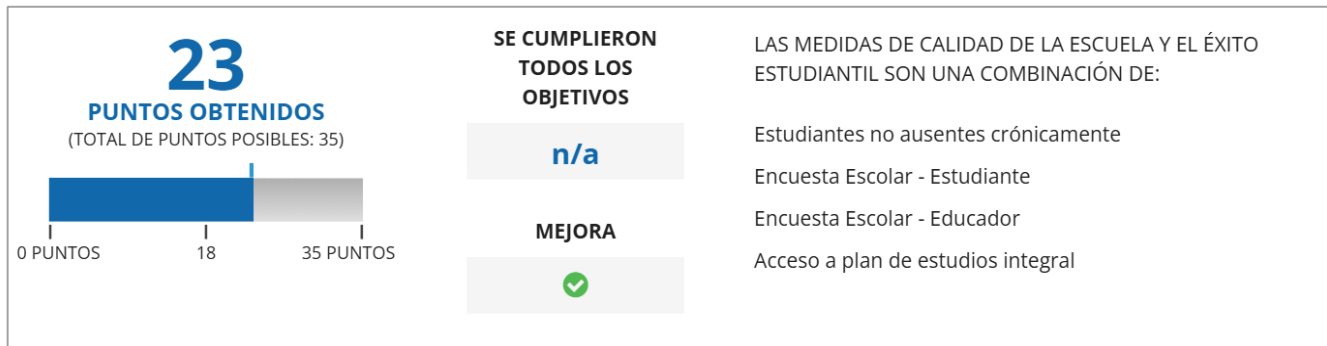 23
PUNTOS OBTENIDOS
(TOTAL DE PUNTOS POSIBLES: 35)
0 PUNTOS
18
35 PUNTOS
SE CUMPLIERON
TODOS LOS
OBJETIVOS
n/a
MEJORA
LAS MEDIDAS DE CALIDAD DE LA ESCUELA Y EL ÉXITO
ESTUDIANTIL SON UNA COMBINACIÓN DE:
Estudiantes no ausentes crónicamente
Encuesta Escolar - Estudiante
Encuesta Escolar - Educador
Acceso a plan de estudios integral